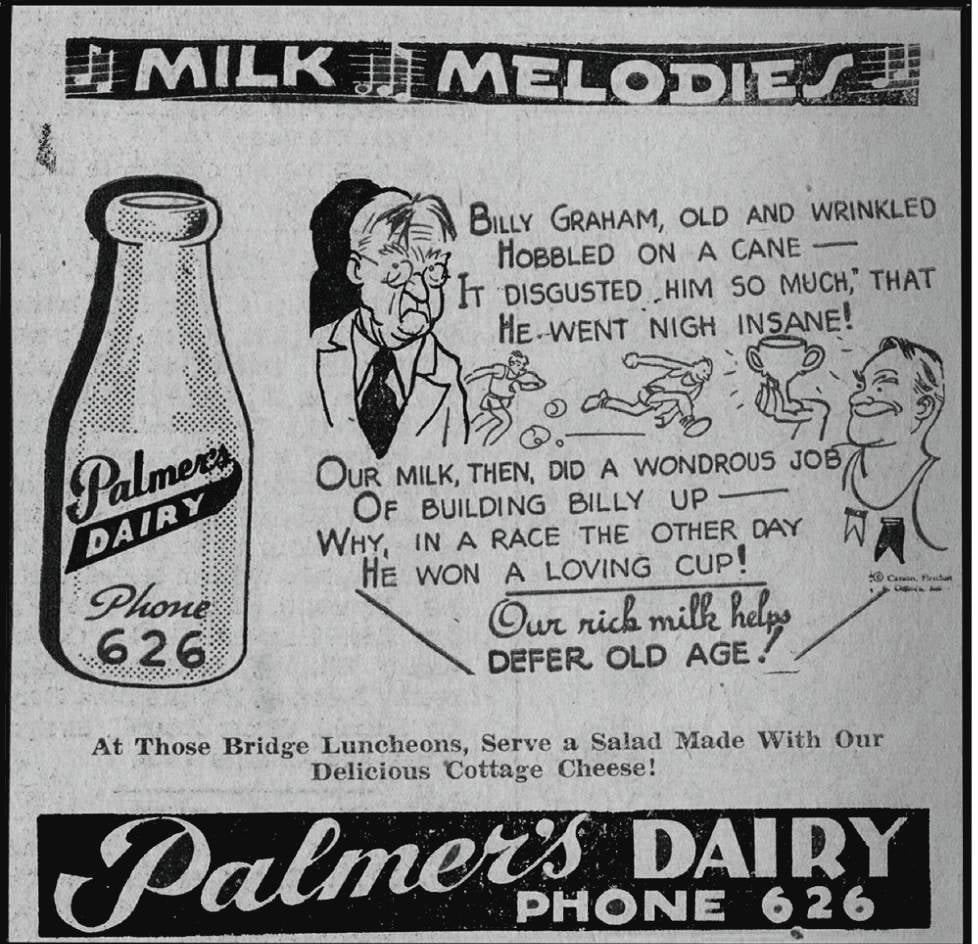 MILK MELODIES
BILLY GRAHAM, OLD AND WRINKLED
HOBBLED ON A CANE —
IT DISGUSTED HIM SO MUCH, THAT
HE WENT NIGH INSANE!
OUR MILK, THEN, DID A WONDROUS JOB
OF BUILDING BILLY UP —
WHY, IN A RACE THE OTHER DAY
HE WON A LOVING CUP!
Our rich milk helps
DEFER OLD AGE!
Palmer's
DAIRY
Phone
626
At Those Bridge Luncheons, Serve a Salad Made With Our
Delicious Cottage Cheese!
Palmer's DAIRY
PHONE 626